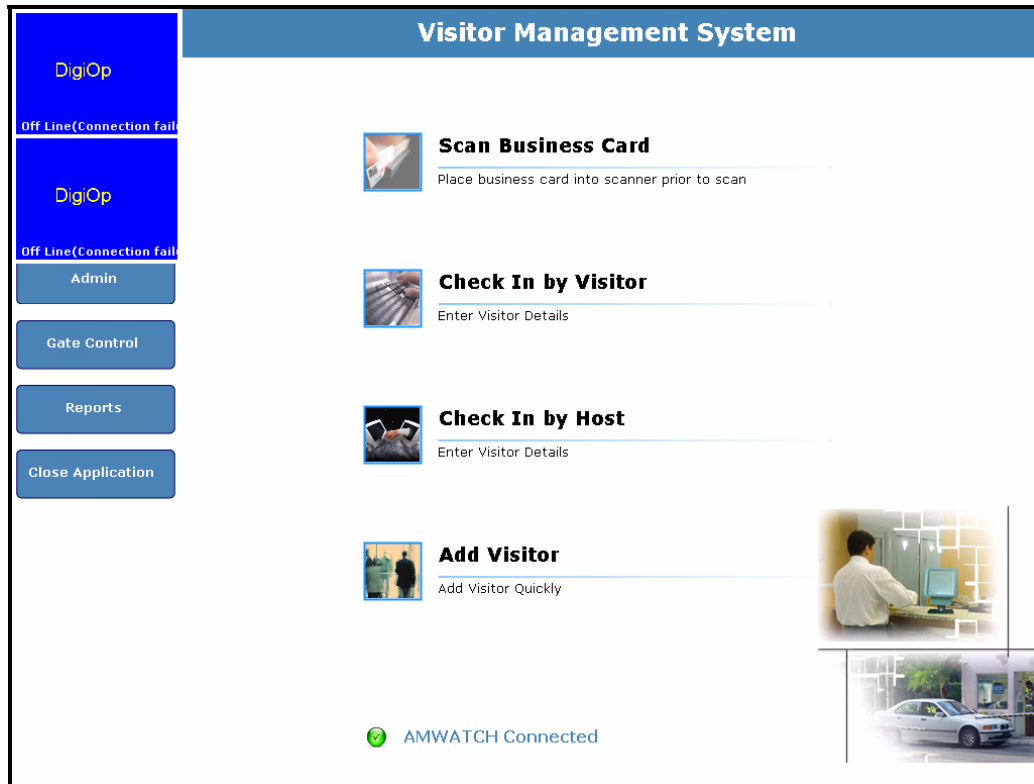 Visitor Management System
DigiOp
Off Line(Connection fail
DigiOp
Off Line(Connection fail
Admin
Gate Control
Reports
Close Application
Scan Business Card
Place business card into scanner prior to scan
Check In by Visitor
Enter Visitor Details
Check In by Host
Enter Visitor Details
Add Visitor
Add Visitor Quickly
AMWATCH Connected